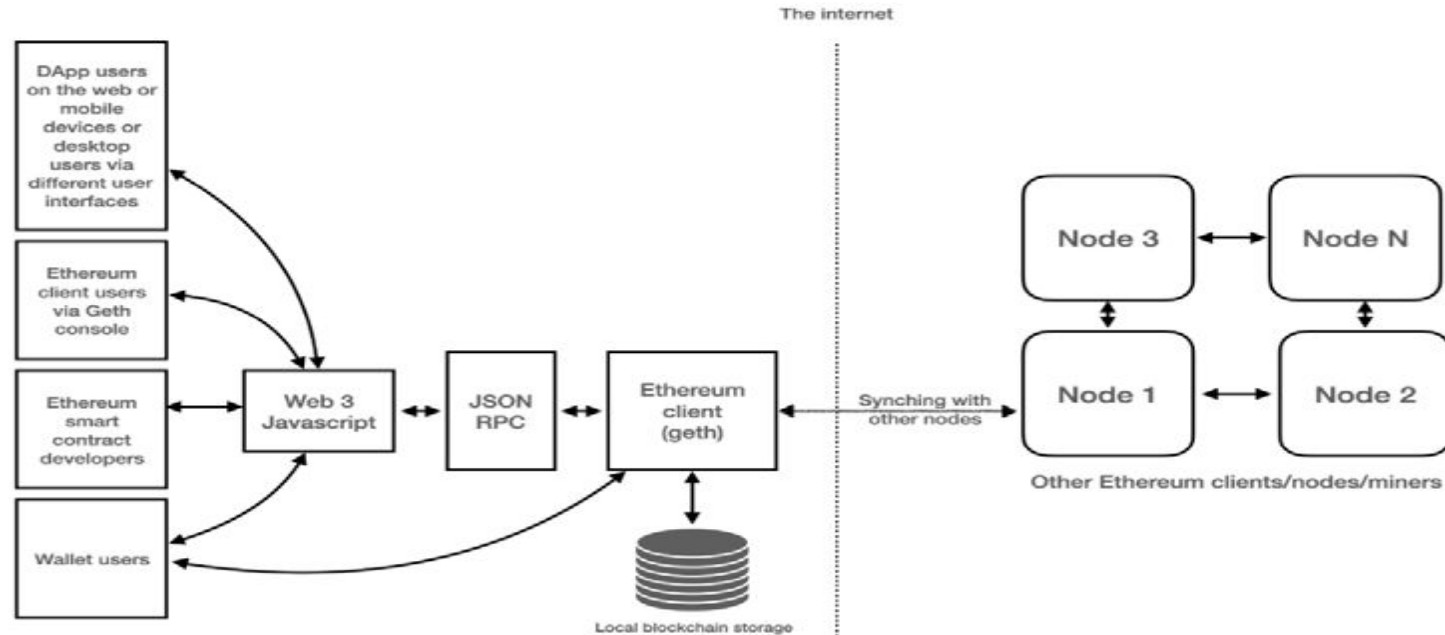 The internet
DApp users
on the web or
mobile
devices or
desktop
users via
different user
interfaces
Ethereum
client users
via Geth
console
Ethereum
smart
contract
developers
Wallet users
Web 3
Javascript
JSON
RPC
Ethereum
client
(geth)
Local blockchain storage
Synching with
other nodes
Node 3
Node N
Node 1
Node 2
Other Ethereum clients/nodes/miners